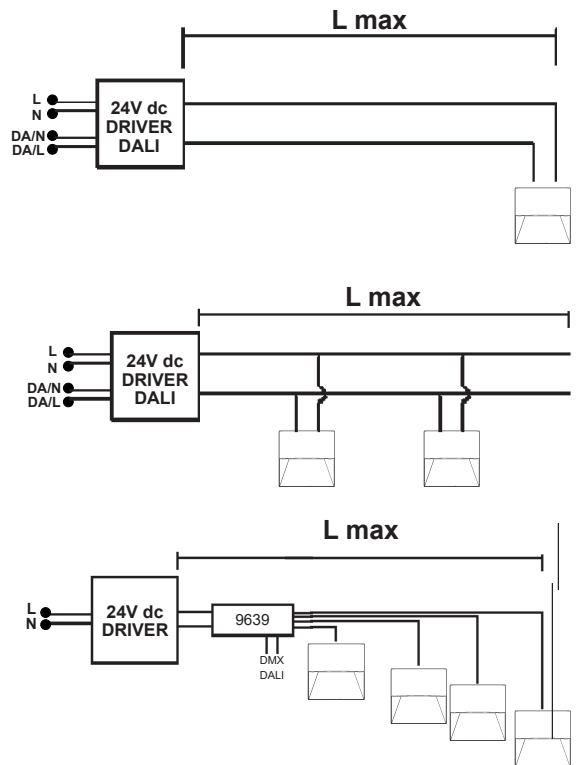 L max
L
N
DA/N
DA/L
24V dc
DRIVER
DALI
L max
L
N
DA/N
DA/L
24V dc
DRIVER
DALI
L max
L
N
24V dc
DRIVER
9639
DMX
DALI